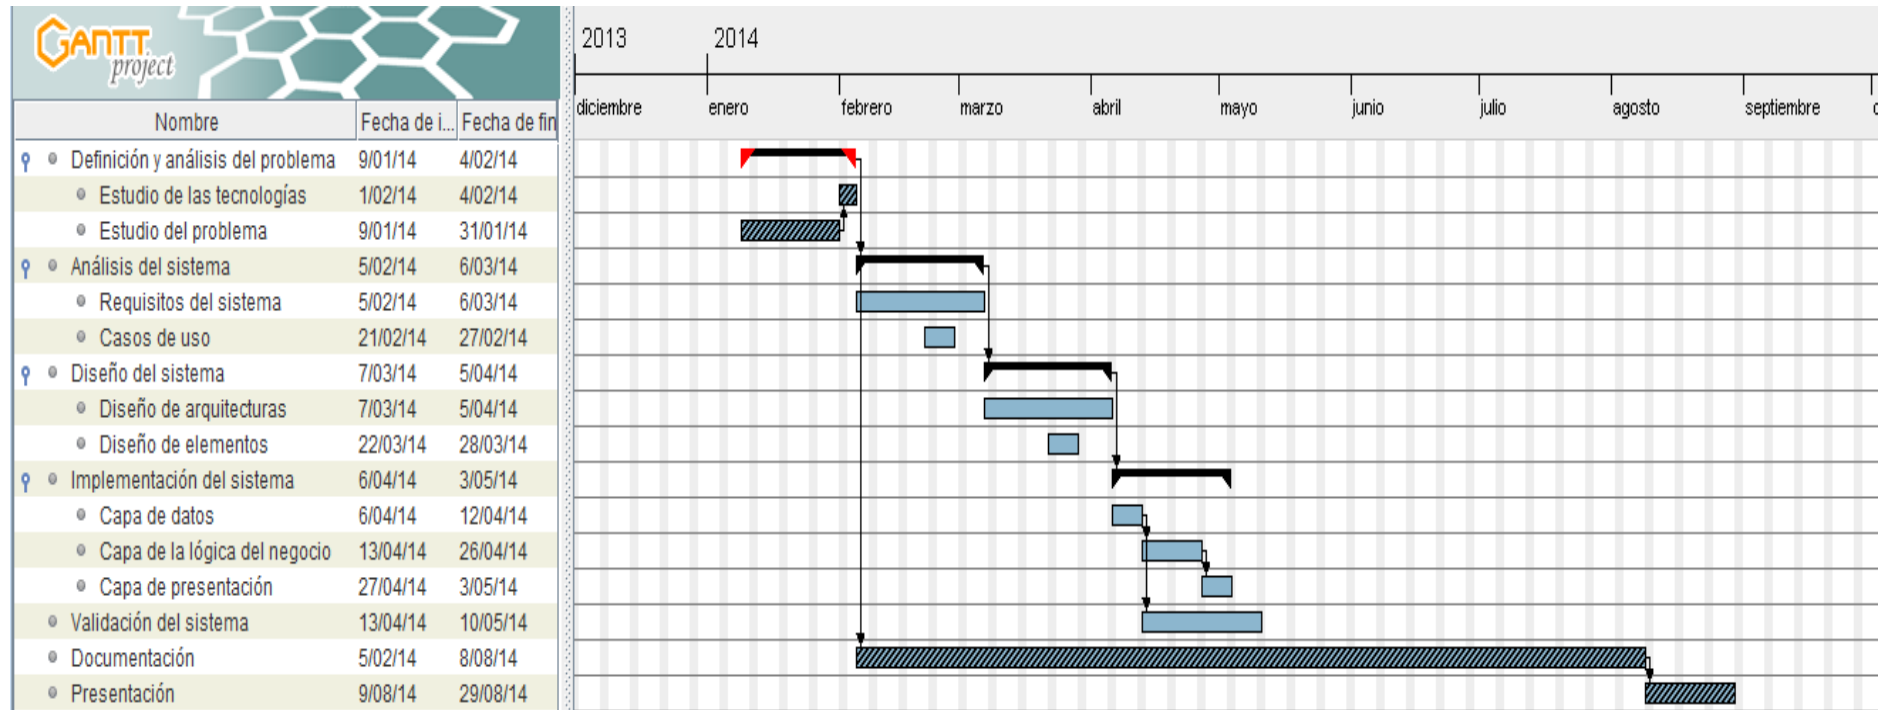 GANTT
project
2013 2014
diciembre enero febrero marzo abril mayo junio julio agosto septiembre
Nombre Fecha de i... Fecha de fin
Definición y análisis del problema 9/01/14 4/02/14
Estudio de las tecnologías 1/02/14 4/02/14
Estudio del problema 9/01/14 31/01/14
Análisis del sistema 5/02/14 6/03/14
Requisitos del sistema 5/02/14 6/03/14
Casos de uso 21/02/14 27/02/14
Diseño del sistema 7/03/14 5/04/14
Diseño de arquitecturas 7/03/14 5/04/14
Diseño de elementos 22/03/14 28/03/14
Implementación del sistema 6/04/14 3/05/14
Capa de datos 6/04/14 12/04/14
Capa de la lógica del negocio 13/04/14 26/04/14
Capa de presentación 27/04/14 3/05/14
Validación del sistema 13/04/14 10/05/14
Documentación 5/02/14 8/08/14
Presentación 9/08/14 29/08/14